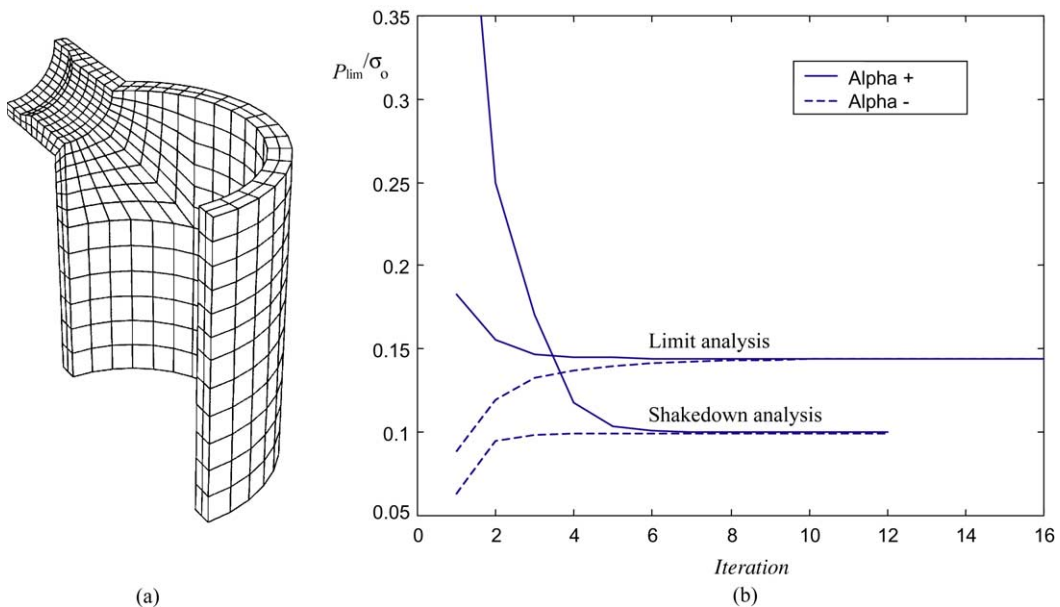 0.35
P_lim/σ_o
0.3
0.25
0.2
0.15
0.1
0.05
Alpha +
Alpha -
Limit analysis
Shakedown analysis
0 2 4 6 8 10 12 14 16
Iteration
(a) (b)